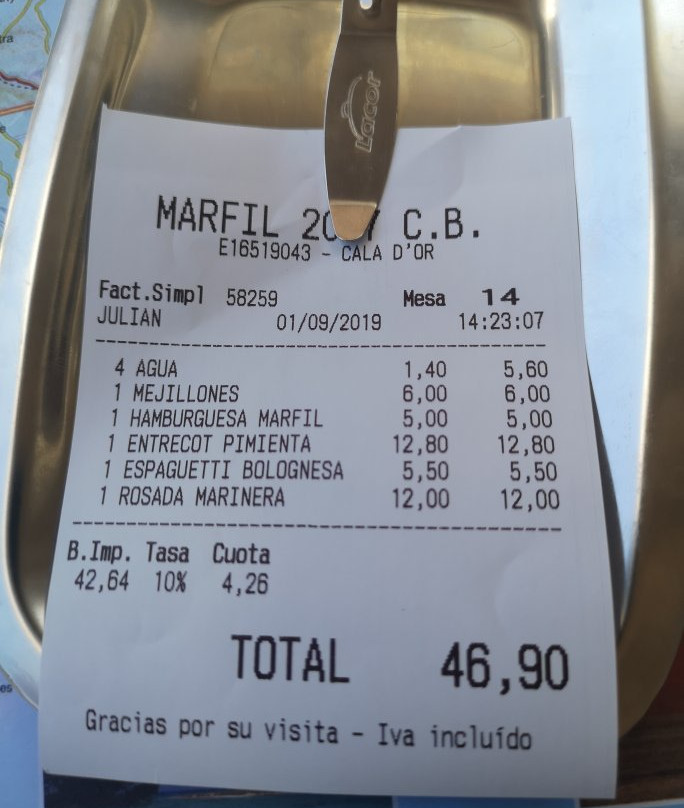 Lacor
MARFIL C.B.
E16519043 - CALA D'OR
Fact.Simpl 58259 Mesa 14
JULIAN 01/09/2019 14:23:07
4 AGUA 1,40 5,60
1 MEJILLONES 6,00 6,00
1 HAMBURGUESA MARFIL 5,00 5,00
1 ENTRECOT PIMIENTA 12,80 12,80
1 ESPAGUETTI BOLOGNESA 5,50 5,50
1 ROSADA MARINERA 12,00 12,00
B.Imp. Tasa Cuota
42,64 10% 4,26
TOTAL 46,90
Gracias por su visita - Iva incluído